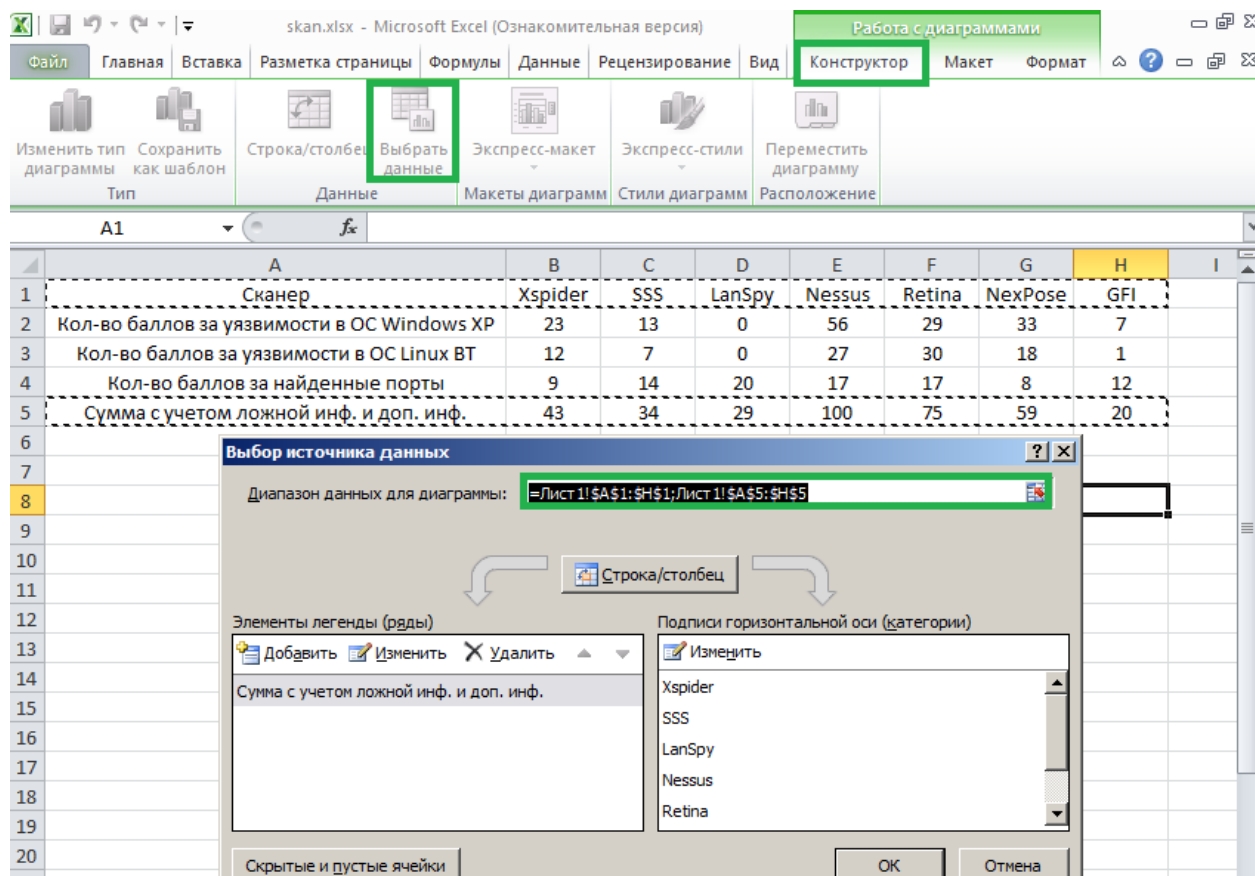 skan.xlsx - Microsoft Excel (Ознакомительная версия)
Работа с диаграммами
Файл Главная Вставка Разметка страницы Формулы Данные Рецензирование Вид Конструктор Макет Формат
Изменить тип диаграммы
Сохранить как шаблон
Строка/столбец
Выбрать данные
Экспресс-макет
Экспресс-стили
Переместить диаграмму
Тип Данные Макеты диаграмм Стили диаграмм Расположение
A1 fx
A B C D E F G H I
1 Сканер Xspider SSS LanSpy Nessus Retina NexPose GFI
2 Кол-во баллов за уязвимости в ОС Windows XP 23 13 0 56 29 33 7
3 Кол-во баллов за уязвимости в ОС Linux BT 12 7 0 27 30 18 1
4 Кол-во баллов за найденные порты 9 14 20 17 17 8 12
5 Сумма с учетом ложной инф. и доп. инф. 43 34 29 100 75 59 20
6
Выбор источника данных
7
Диапазон данных для диаграммы: =Лист1!$A$1:$H$1;Лист1!$A$5:$H$5
8
9
10
Строка/столбец
11
12
Элементы легенды (ряды) Подписи горизонтальной оси (категории)
13
Добавить Изменить Удалить Изменить
14
Сумма с учетом ложной инф. и доп. инф. Xspider
15
SSS
16
LanSpy
17
Nessus
18
Retina
19
20
Скрытые и пустые ячейки ОК Отмена